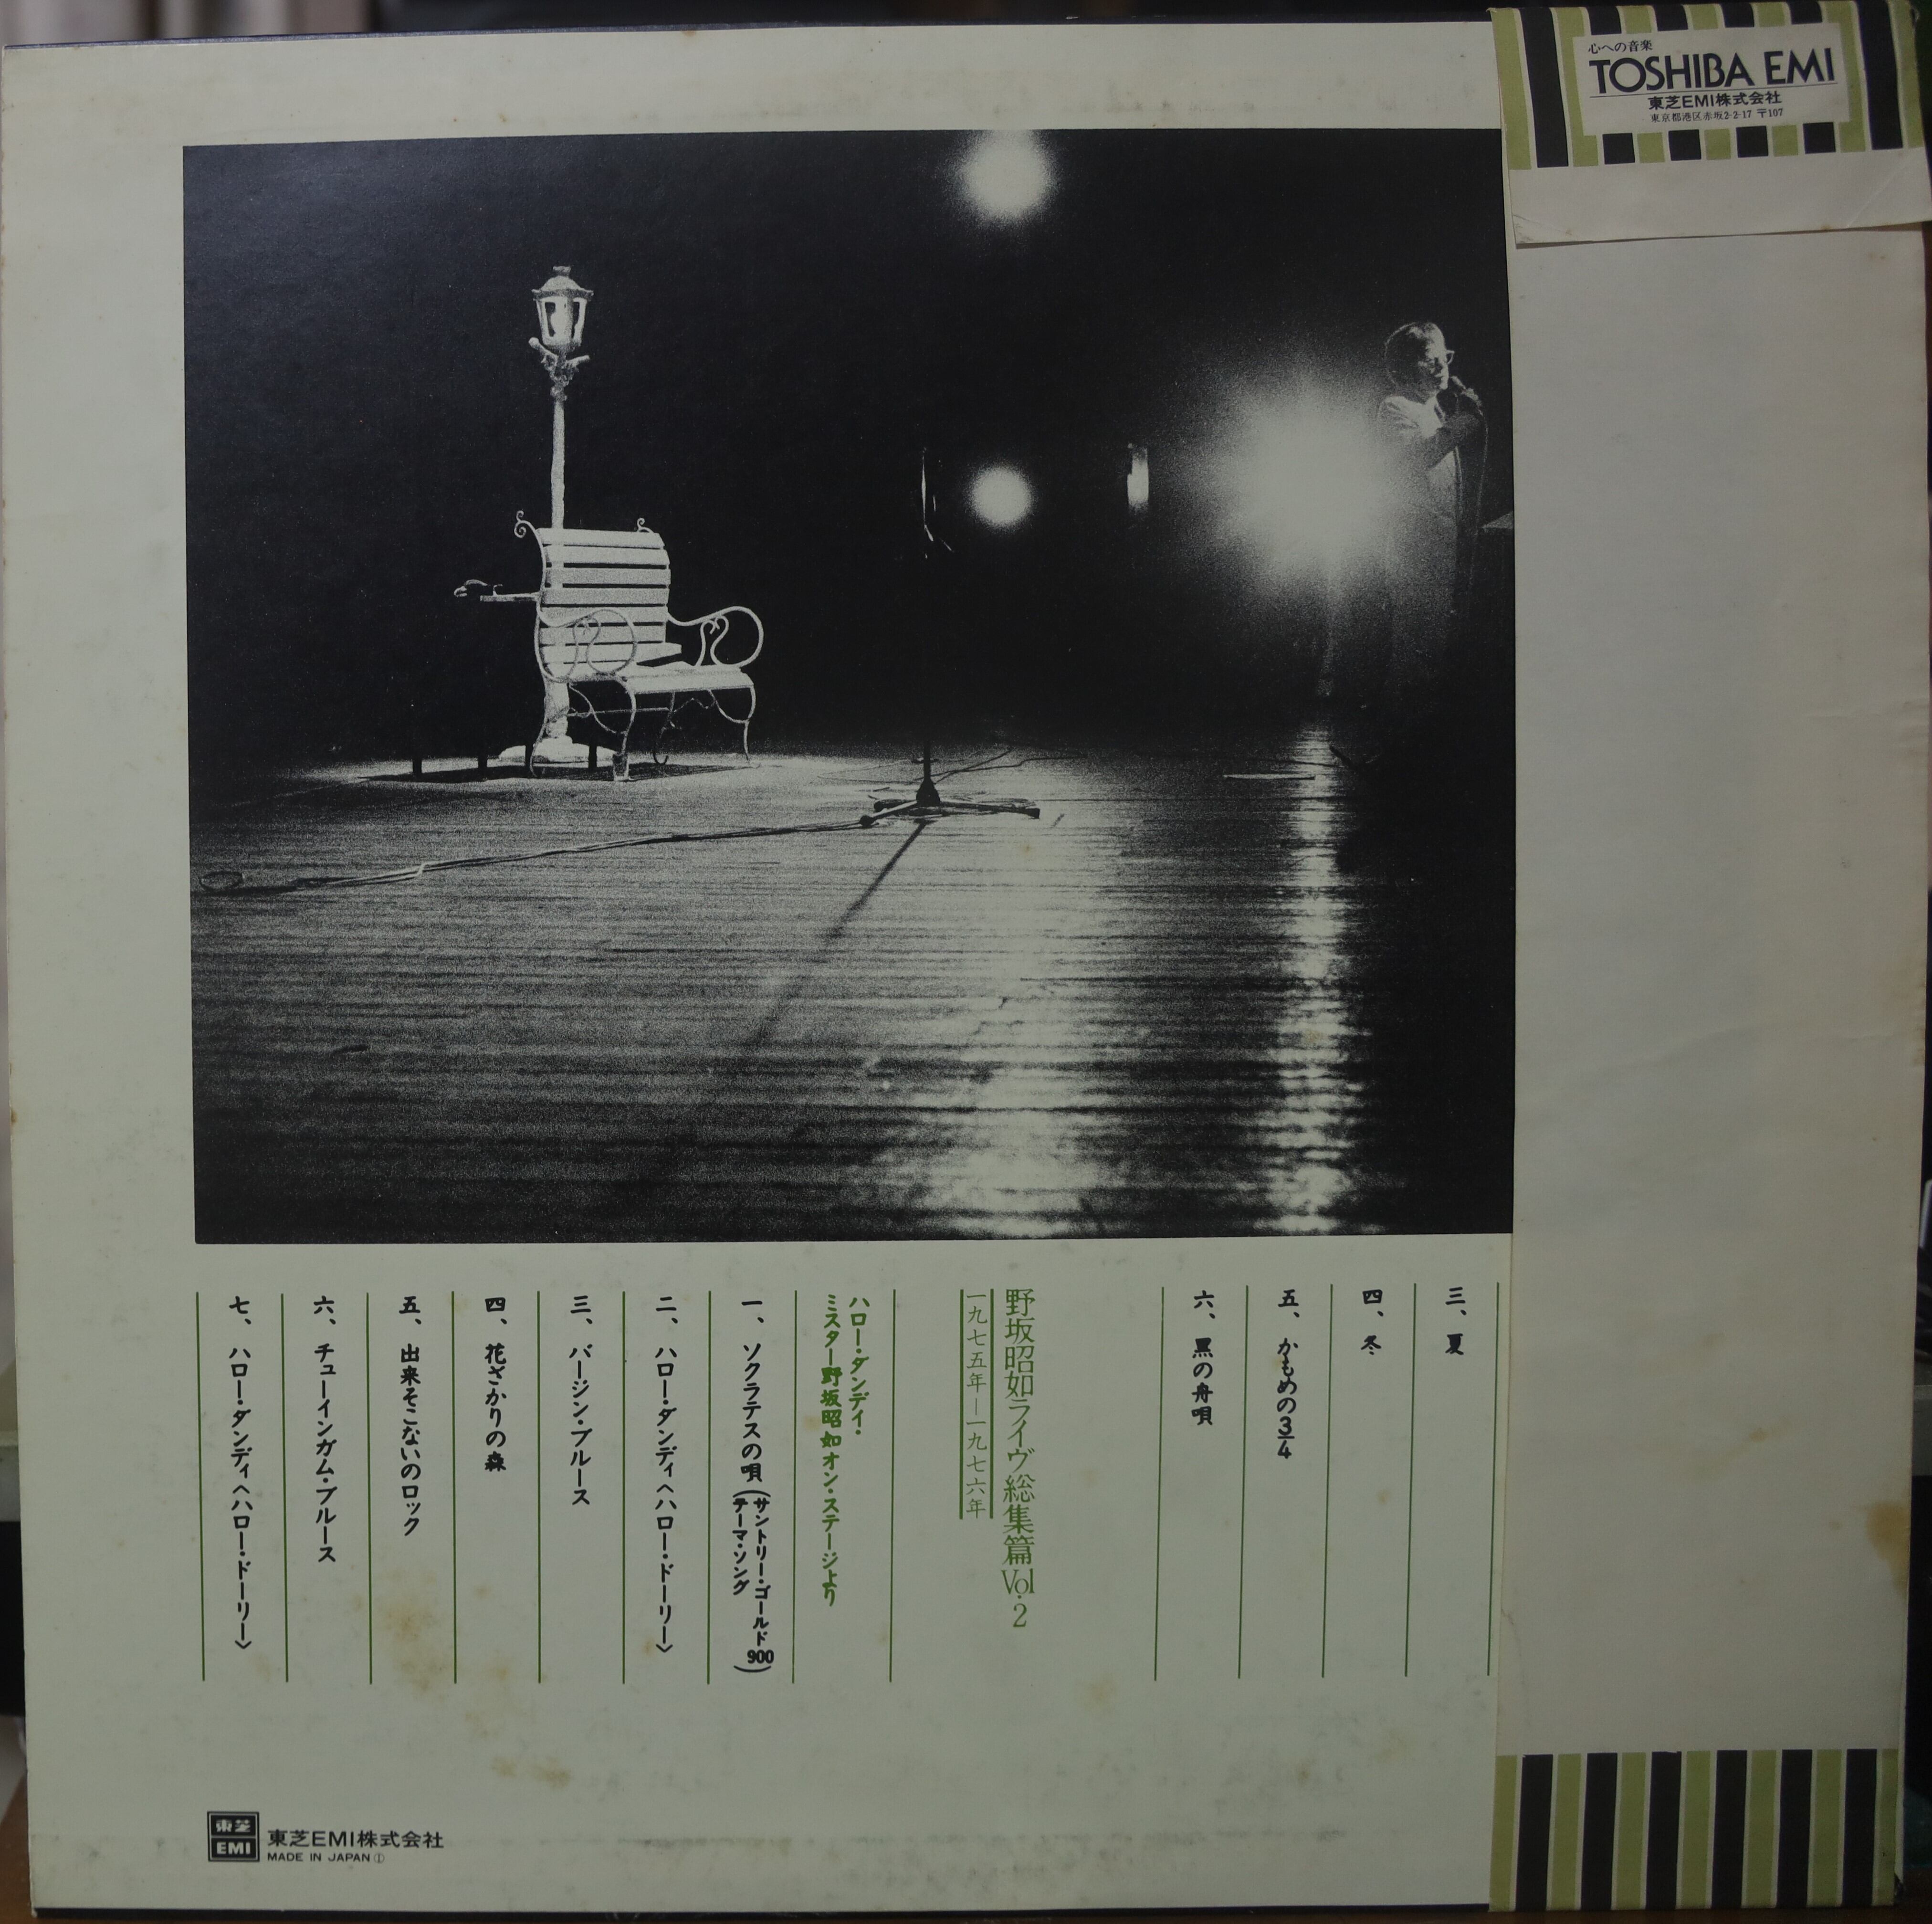 心への音楽
TOSHIBA EMI
東芝EMI株式会社
東京都港区赤坂2-2-17 〒107
三、夏
四、冬
五、かもめの3/4
六、黒の舟唄
野坂昭如ライヴ総集篇Vol.2
一九七五年―一九七六年
ハロー・ダンディ・
ミスター野坂昭如オン・ステージより
一、ソクラテスの唄(サントリー・ゴールド900
テーマ・ソング)
二、ハロー・ダンディ〈ハロー・ドーリー〉
三、バージン・ブルース
四、花ざかりの森
五、出来そこないのロック
六、チューインガム・ブルース
七、ハロー・ダンディ〈ハロー・ドーリー〉
東芝
EMI
東芝EMI株式会社
MADE IN JAPAN ①